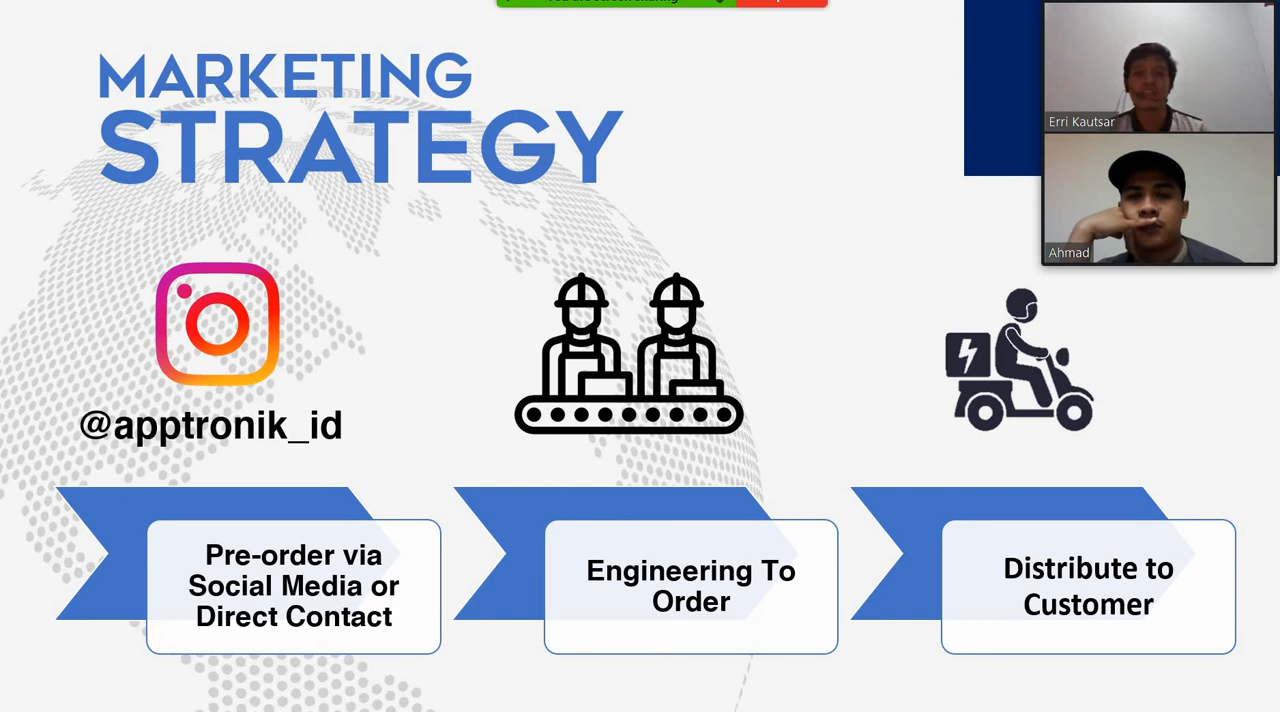 MARKETING
STRATEGY
Erri Kautsar
Ahmad
@apptronik_id
Pre-order via
Social Media or
Direct Contact
Engineering To
Order
Distribute to
Customer